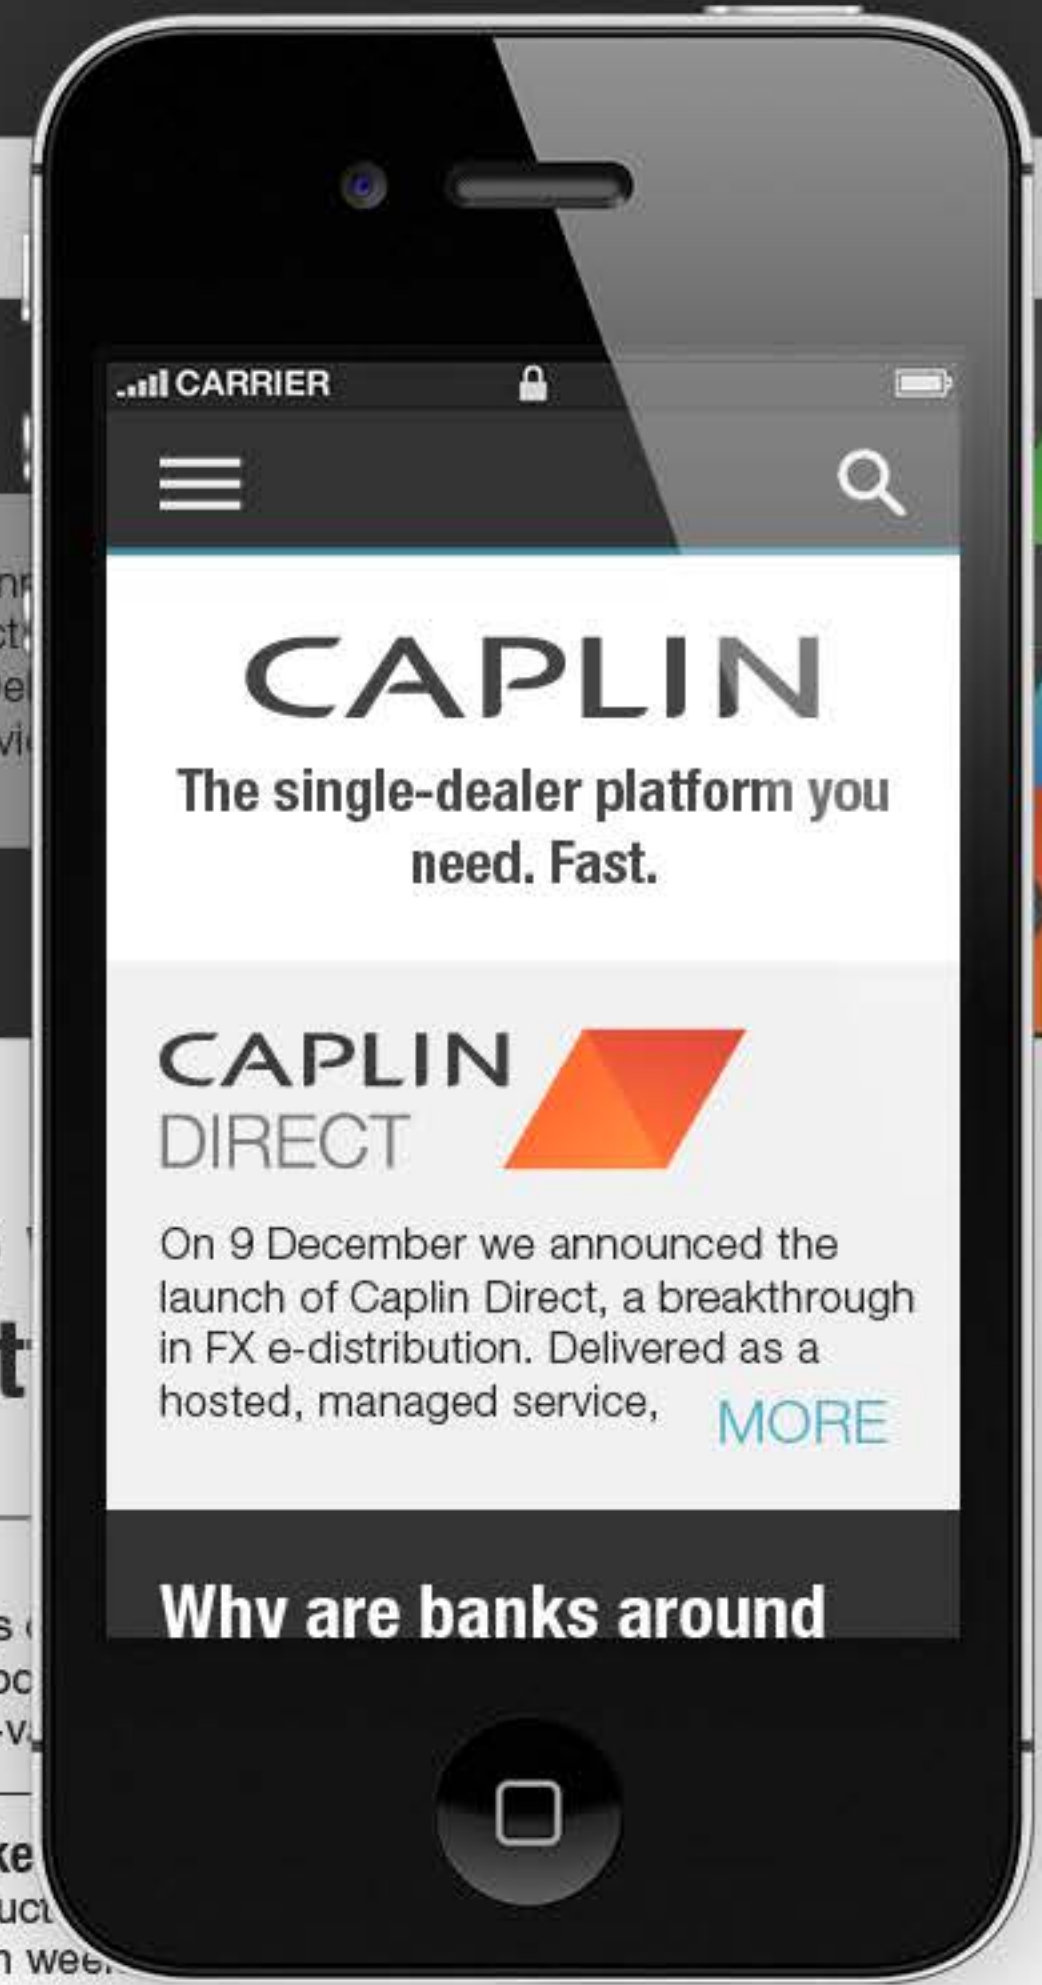 CARRIER
CAPLIN
The single-dealer platform you
need. Fast.
CAPLIN
DIRECT
On 9 December we announced the
launch of Caplin Direct, a breakthrough
in FX e-distribution. Delivered as a
hosted, managed service,
MORE
Why are banks around